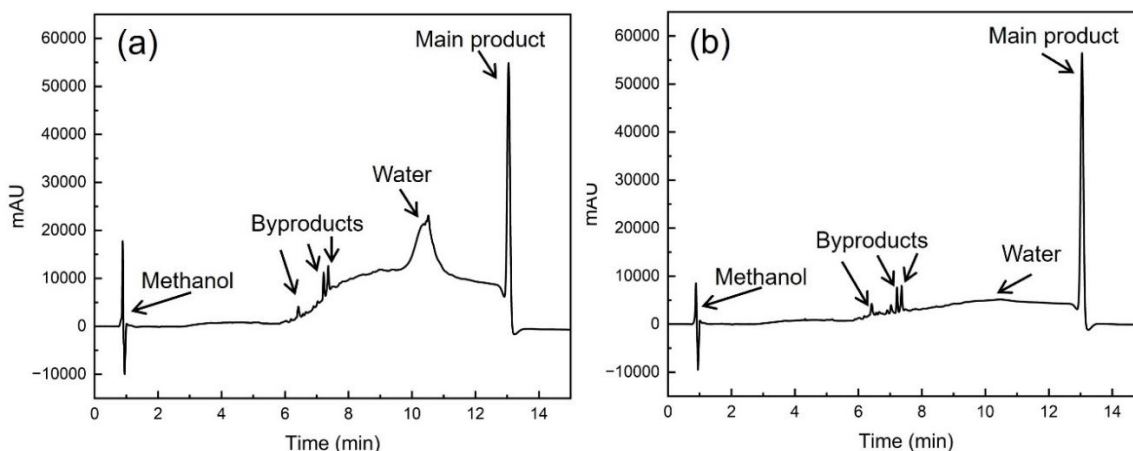 (a)
Main product
Water
Byproducts
Methanol
60000
50000
40000
30000
20000
10000
0
−10000
mAU
0 2 4 6 8 10 12 14
Time (min)
(b)
Main product
Byproducts
Water
Methanol
60000
50000
40000
30000
20000
10000
0
−10000
mAU
0 2 4 6 8 10 12 14
Time (min)